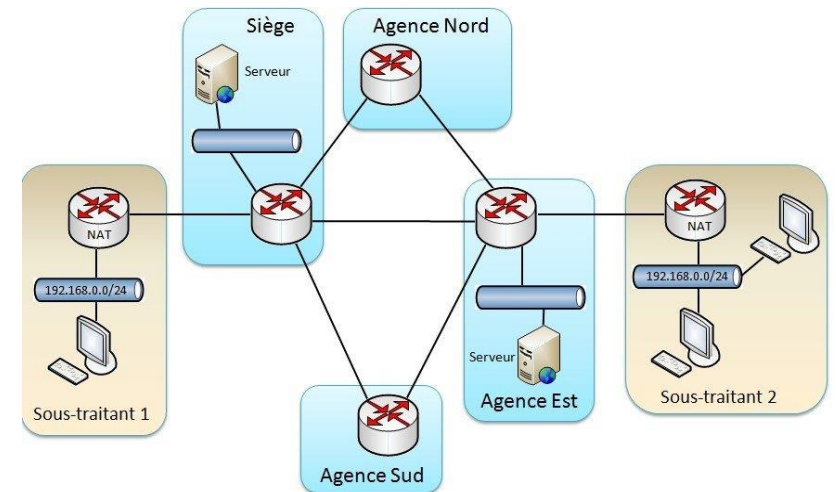 Siège
Agence Nord
Serveur
NAT
NAT
192.168.0.0/24
192.168.0.0/24
Serveur
Sous-traitant 1
Agence Est
Sous-traitant 2
Agence Sud